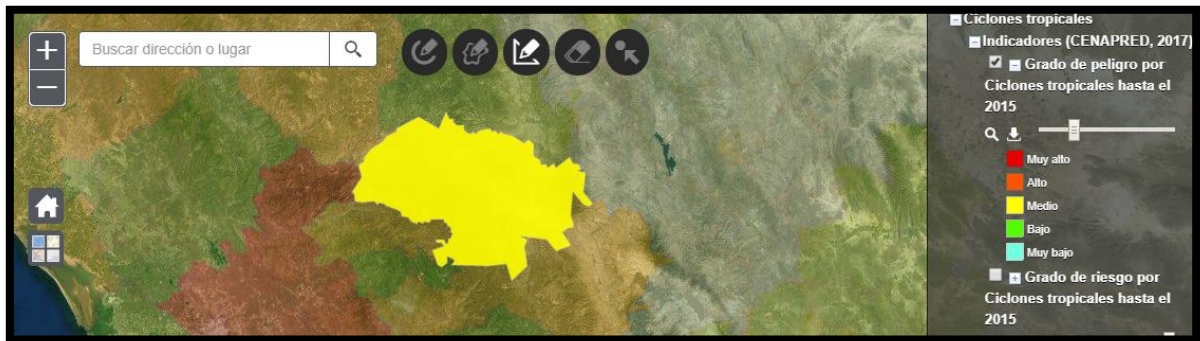 Buscar dirección o lugar
Ciclones tropicales
Indicadores (CENAPRED, 2017)
Grado de peligro por
Ciclones tropicales hasta el
2015
Muy alto
Alto
Medio
Bajo
Muy bajo
Grado de riesgo por
Ciclones tropicales hasta el
2015